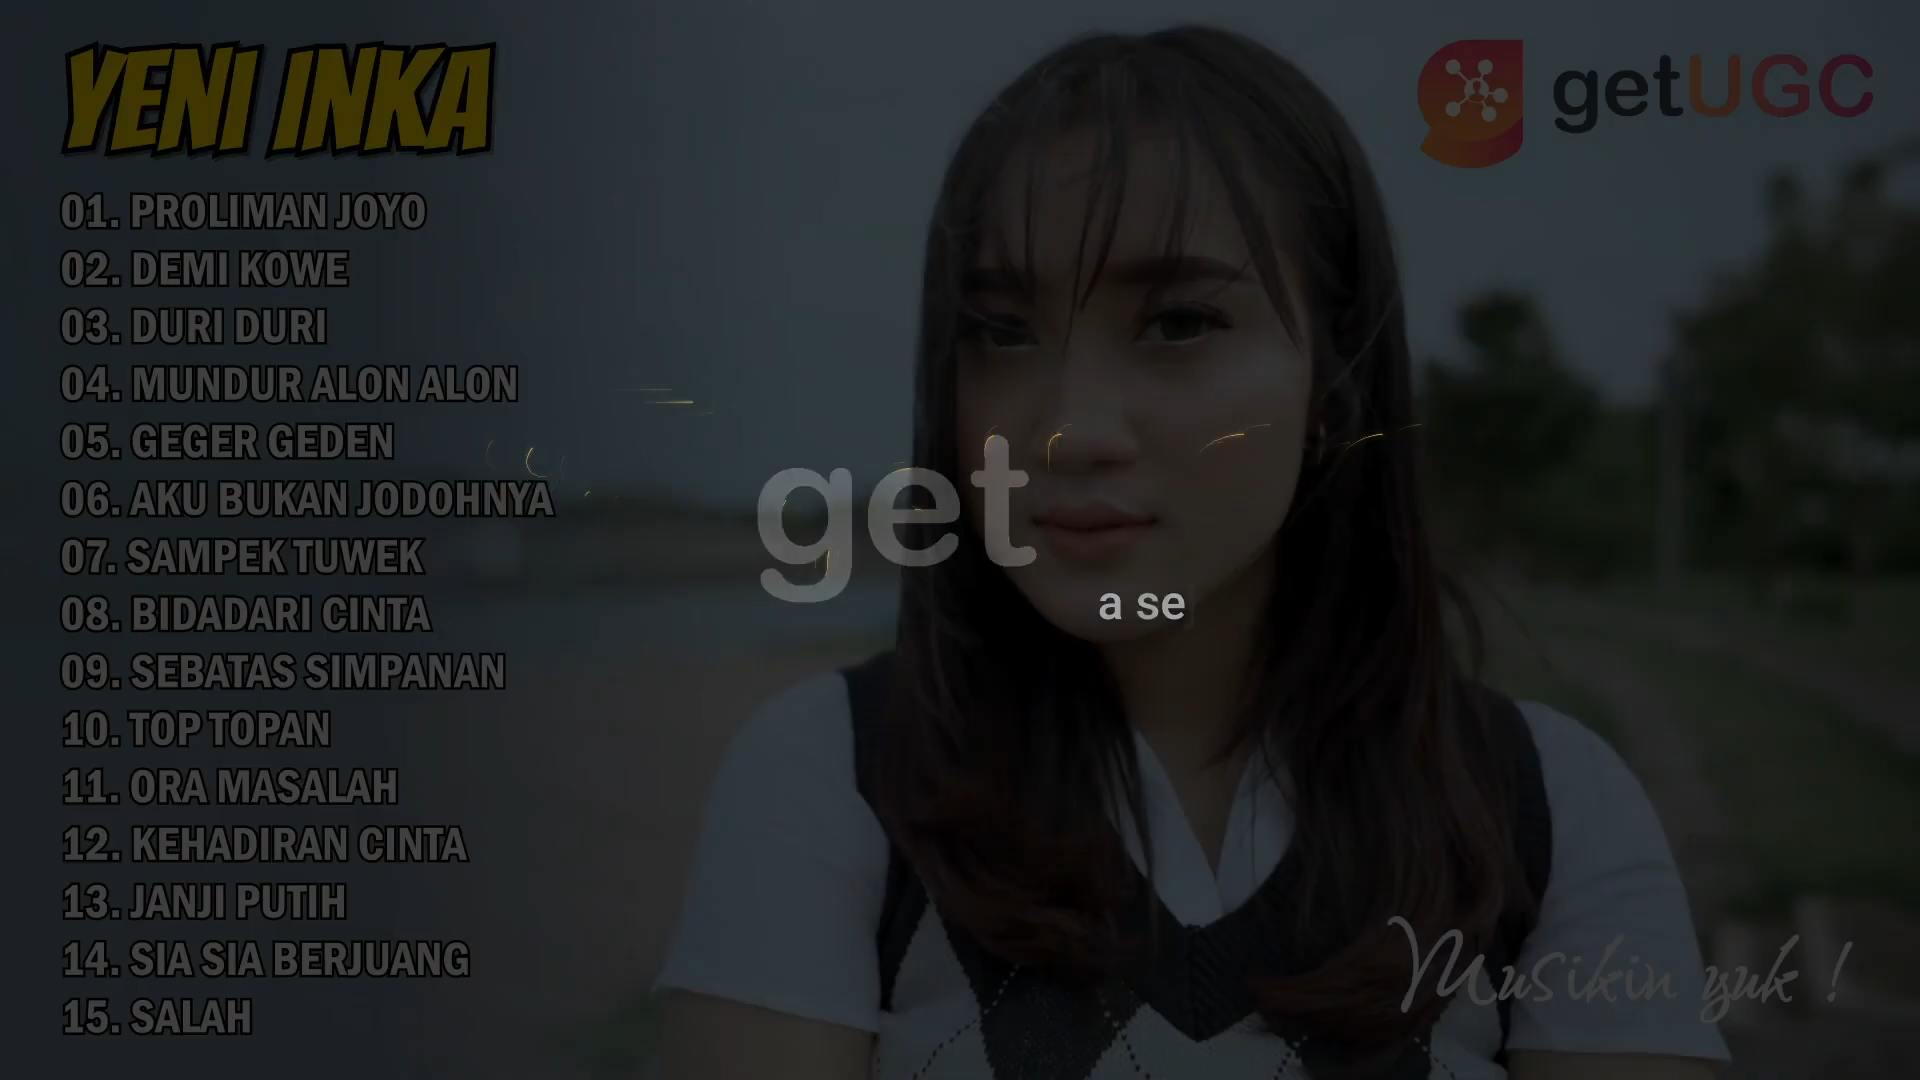 YENI INKA
getUGC
01. PROLIMAN JOYO
02. DEMI KOWE
03. DURI DURI
04. MUNDUR ALON ALON
05. GEGER GEDEN
06. AKU BUKAN JODOHNYA
07. SAMPEK TUWEK
08. BIDADARI CINTA
09. SEBATAS SIMPANAN
10. TOP TOPAN
11. ORA MASALAH
12. KEHADIRAN CINTA
13. JANJI PUTIH
14. SIA SIA BERJUANG
15. SALAH
get
a se
Musikin yuk !